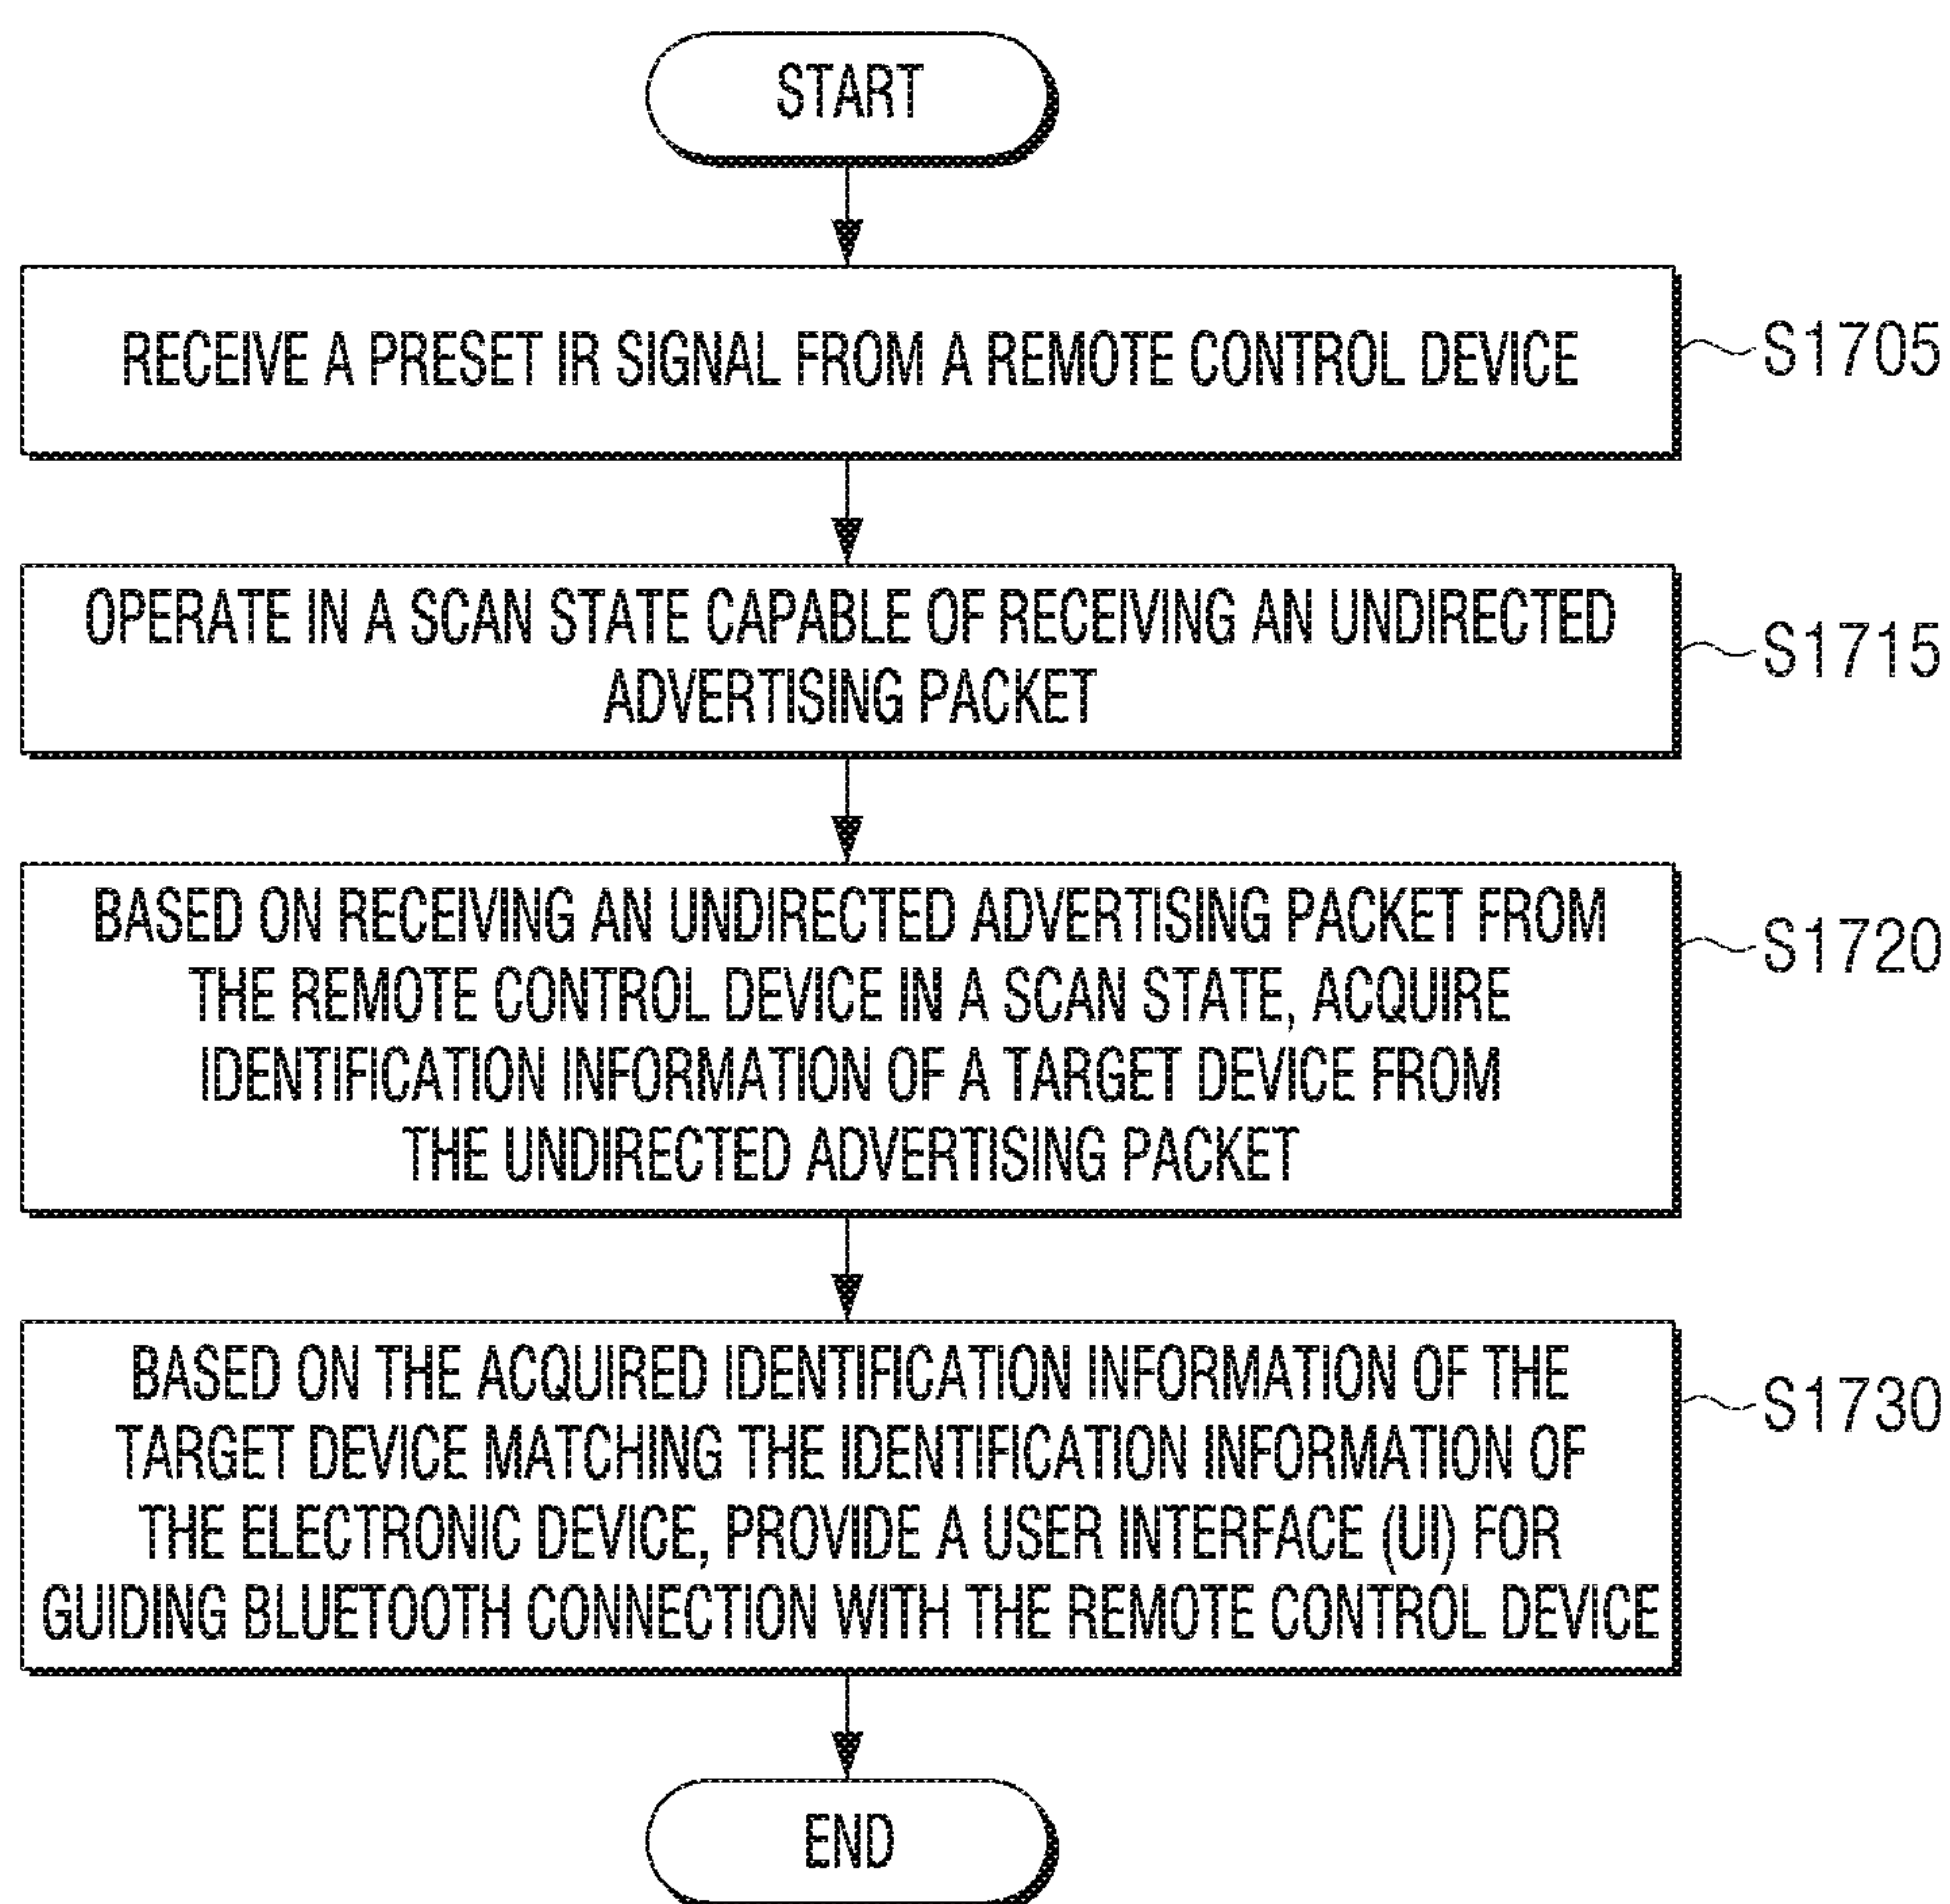 START
RECEIVE A PRESET IR SIGNAL FROM A REMOTE CONTROL DEVICE
S1705
OPERATE IN A SCAN STATE CAPABLE OF RECEIVING AN UNDIRECTED
ADVERTISING PACKET
S1715
BASED ON RECEIVING AN UNDIRECTED ADVERTISING PACKET FROM
THE REMOTE CONTROL DEVICE IN A SCAN STATE, ACQUIRE
IDENTIFICATION INFORMATION OF A TARGET DEVICE FROM
THE UNDIRECTED ADVERTISING PACKET
S1720
BASED ON THE ACQUIRED IDENTIFICATION INFORMATION OF THE
TARGET DEVICE MATCHING THE IDENTIFICATION INFORMATION OF
THE ELECTRONIC DEVICE, PROVIDE A USER INTERFACE (UI) FOR
GUIDING BLUETOOTH CONNECTION WITH THE REMOTE CONTROL DEVICE
S1730
END